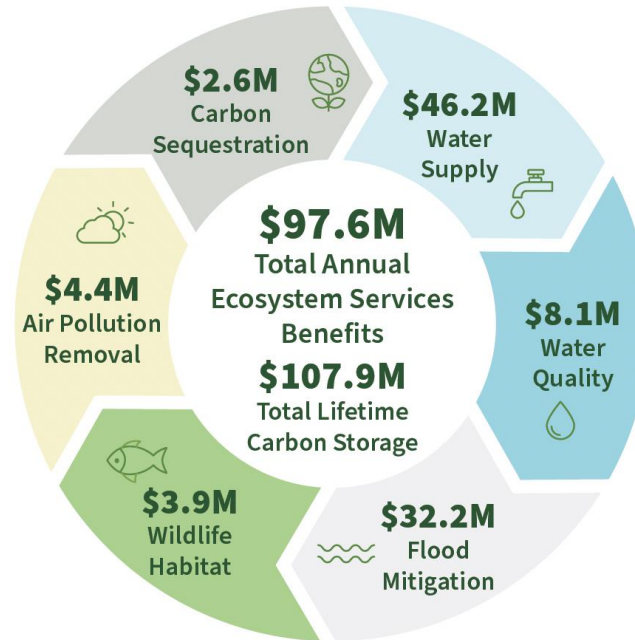 $2.6M
Carbon
Sequestration
$46.2M
Water
Supply
$97.6M
Total Annual
Ecosystem Services
Benefits
$107.9M
Total Lifetime
Carbon Storage
$8.1M
Water
Quality
$32.2M
Flood
Mitigation
$3.9M
Wildlife
Habitat
$4.4M
Air Pollution
Removal